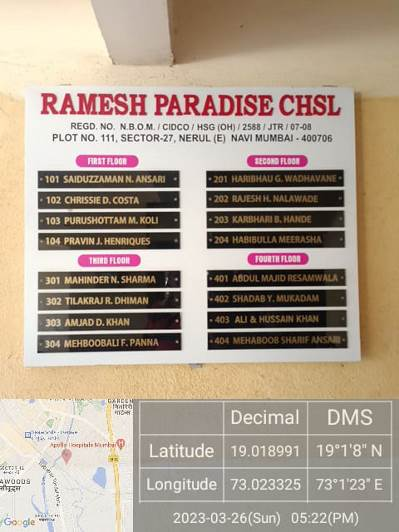 RAMESH PARADISE CHSL
REGD. NO. N.B.O.M. / CIDCO / HSG (OH) / 2588 / JTR / 07-08
PLOT NO. 111, SECTOR-27, NERUL (E) NAVI MUMBAI - 400706
FIRST FLOOR
101 SAIDUZZAMAN N. ANSARI
102 CHRISSIE D. COSTA
103 PURUSHOTTAM M. KOLI
104 PRAVIN J. HENRIQUES
SECOND FLOOR
201 HARIBHAU G. WADHAVANE
202 RAJESH H. NALAWADE
203 KARBHARI B. HANDE
204 HABIBULLA MEERASHA
THIRD FLOOR
301 MAHINDER N. SHARMA
302 TILAKRAJ R. DHIMAN
303 AMJAD D. KHAN
304 MEHBOOBALI F. PANNA
FOURTH FLOOR
401 ABDUL MAJID RESAMWALA
402 SHADAB Y. MUKADAM
403 ALI & HUSSAIN KHAN
404 MEHABOOB SHARIF ANSARI
Apollo Hospitals Mumbai
Google
Decimal DMS
Latitude 19.018991 19°1'8" N
Longitude 73.023325 73°1'23" E
2023-03-26(Sun) 05:22(PM)